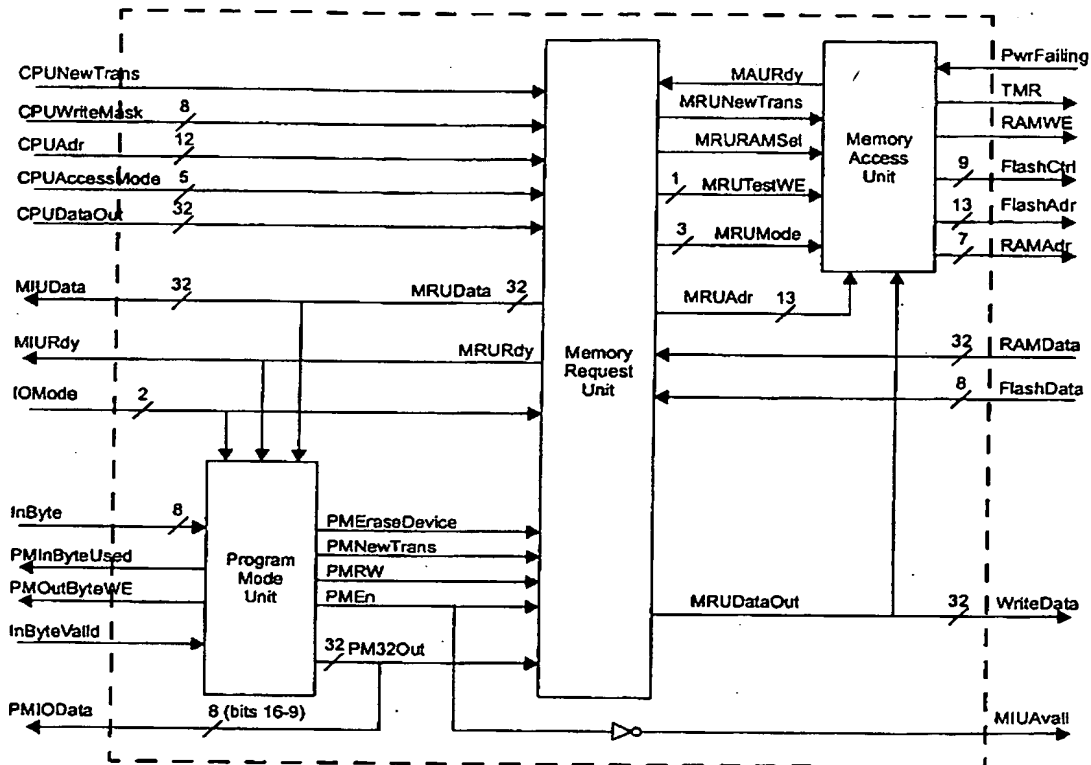 CPUNewTrans
CPUWriteMask
8
CPUAdr
12
CPUAccessMode
5
CPUDataOut
32
MIUData
32
MRUData
32
MIURdy
MRURdy
IOMode
2
InByte
8
PMInByteUsed
PMOutByteWE
InByteValid
PMIOData
8 (bits 16-9)
Program
Mode
Unit
PMEraseDevice
PMNewTrans
PMRW
PMEn
32
PM32Out
Memory
Request
Unit
MAURdy
MRUNewTrans
MRURAMSel
1
MRUTestWE
3
MRUMode
MRUAdr
13
Memory
Access
Unit
PwrFailing
TMR
RAMWE
9
FlashCtrl
13
FlashAdr
7
RAMAdr
32
RAMData
8
FlashData
MRUDataOut
32
WriteData
MIUAvail